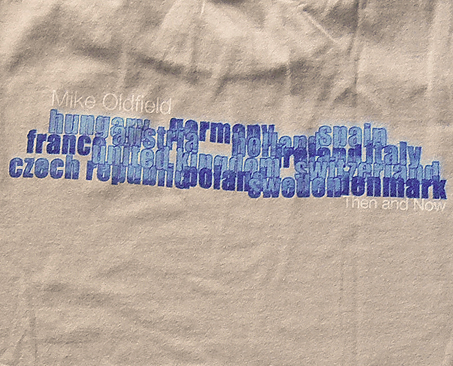 Mike Oldfield
hungary germany spain
france austria holland ireland italy
united kingdom switzerland
czech republic poland sweden denmark
Then and Now